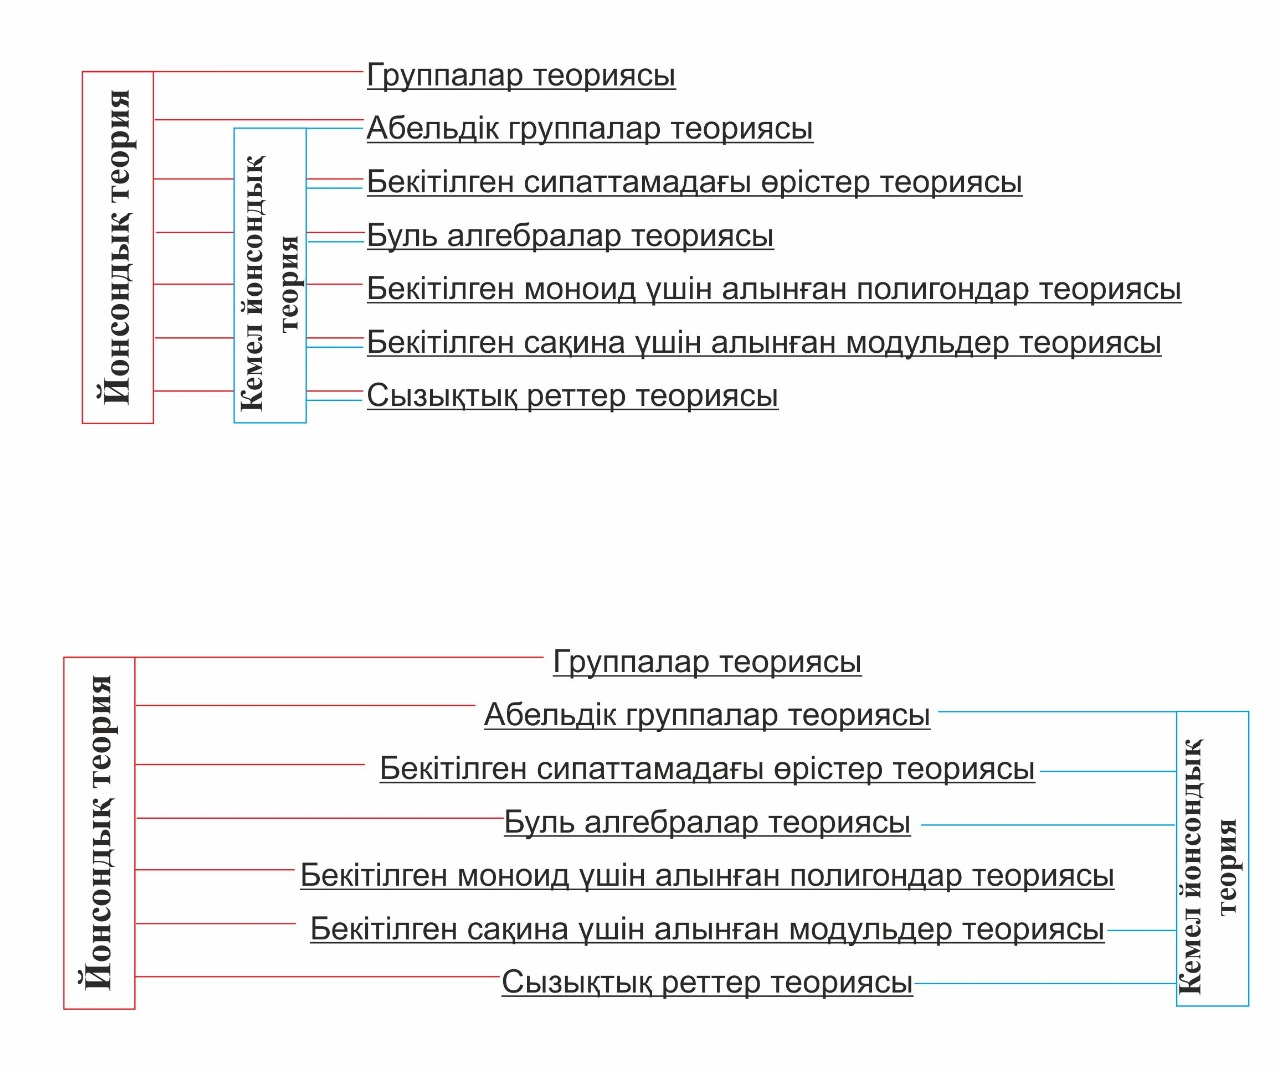 Йонсондық теория
Кемел йонсондық
теория
Группалар теориясы
Абельдік группалар теориясы
Бекітілген сипаттамадағы өрістер теориясы
Буль алгебралар теориясы
Бекітілген моноид үшін алынған полигондар теориясы
Бекітілген сақина үшін алынған модульдер теориясы
Сызықтық реттер теориясы
Йонсондық теория
Группалар теориясы
Абельдік группалар теориясы
Бекітілген сипаттамадағы өрістер теориясы
Буль алгебралар теориясы
Бекітілген моноид үшін алынған полигондар теориясы
Бекітілген сақина үшін алынған модульдер теориясы
Сызықтық реттер теориясы
Кемел йонсондық
теория